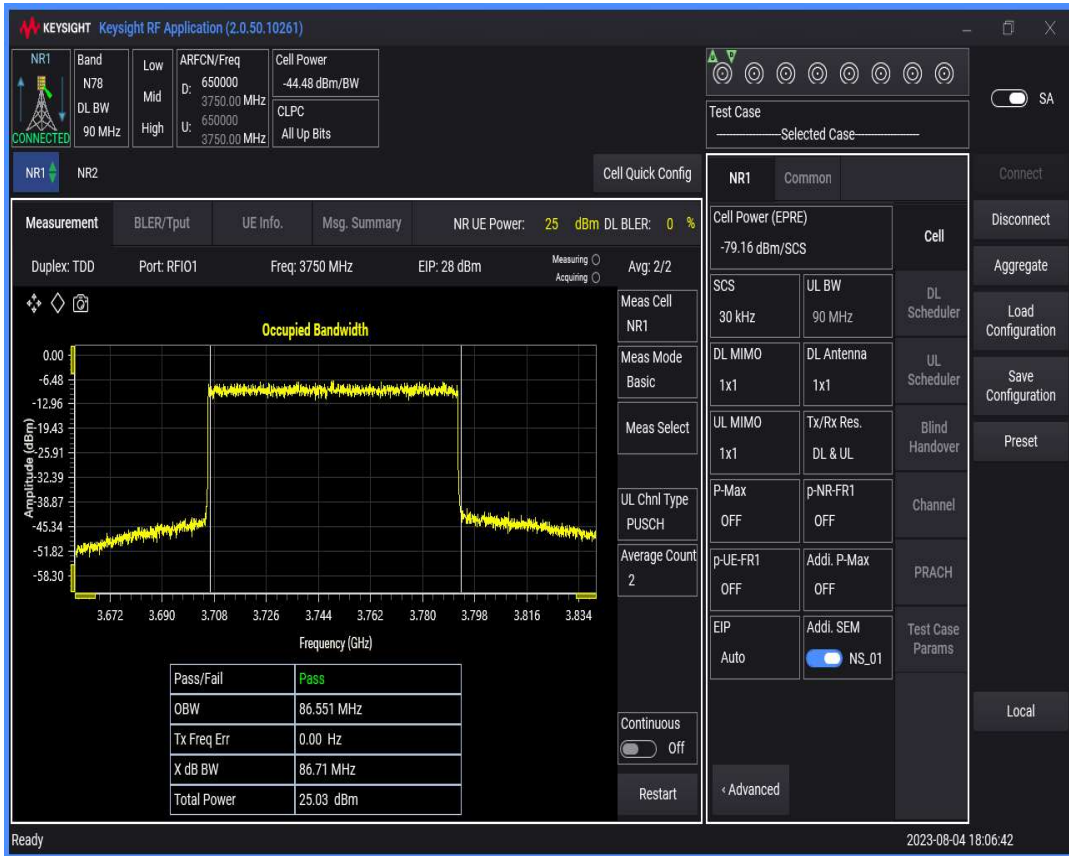 KEYSIGHT Keysight RF Application (2.0.50.10261)
NR1
CONNECTED
Band
N78
DL BW
90 MHz
Low
Mid
High
ARFCN/Freq
D: 650000
3750.00 MHz
U: 650000
3750.00 MHz
Cell Power
-44.48 dBm/BW
CLPC
All Up Bits
Test Case
Selected Case
SA
NR1
NR2
Cell Quick Config
Measurement
BLER/Tput
UE Info.
Msg. Summary
NR UE Power: 25 dBm DL BLER: 0 %
Duplex: TDD
Port: RFIO1
Freq: 3750 MHz
EIP: 28 dBm
Measuring
Acquiring
Avg: 2/2
Occupied Bandwidth
0.00
-6.48
-12.96
-19.43
-25.91
-32.39
-38.87
-45.34
-51.82
-58.30
Amplitude (dBm)
3.672 3.690 3.708 3.726 3.744 3.762 3.780 3.798 3.816 3.834
Frequency (GHz)
Pass/Fail Pass
OBW 86.551 MHz
Tx Freq Err 0.00 Hz
X dB BW 86.71 MHz
Total Power 25.03 dBm
Meas Cell
NR1
Meas Mode
Basic
Meas Select
UL Chnl Type
PUSCH
Average Count
2
Continuous
Off
Restart
NR1
Common
Cell Power (EPRE)
-79.16 dBm/SCS
SCS
30 kHz
UL BW
90 MHz
DL MIMO
1x1
DL Antenna
1x1
UL MIMO
1x1
Tx/Rx Res.
DL & UL
P-Max
OFF
p-NR-FR1
OFF
p-UE-FR1
OFF
Addi. P-Max
OFF
EIP
Auto
Addi. SEM
NS_01
‹ Advanced
Cell
DL
Scheduler
UL
Scheduler
Blind
Handover
Channel
PRACH
Test Case
Params
Connect
Disconnect
Aggregate
Load
Configuration
Save
Configuration
Preset
Local
Ready
2023-08-04 18:06:42